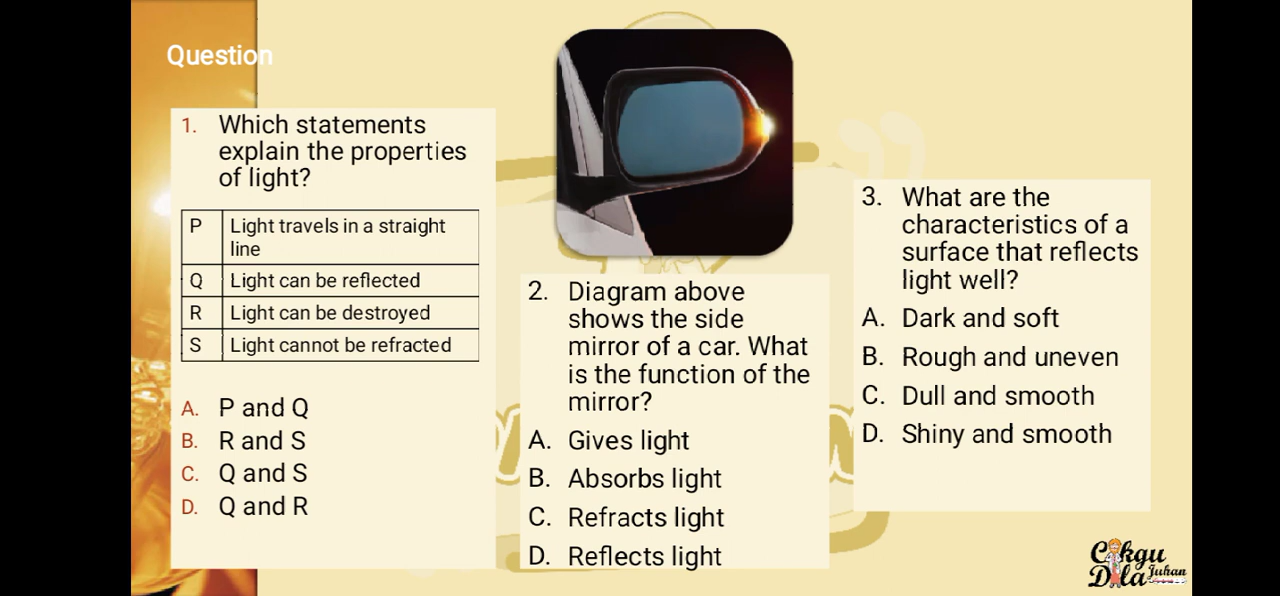 Question
1. Which statements
explain the properties
of light?
P Light travels in a straight
line
Q Light can be reflected
R Light can be destroyed
S Light cannot be refracted
A. P and Q
B. R and S
C. Q and S
D. Q and R
2. Diagram above
shows the side
mirror of a car. What
is the function of the
mirror?
A. Gives light
B. Absorbs light
C. Refracts light
D. Reflects light
3. What are the
characteristics of a
surface that reflects
light well?
A. Dark and soft
B. Rough and uneven
C. Dull and smooth
D. Shiny and smooth
Cikgu
Dila Juhan